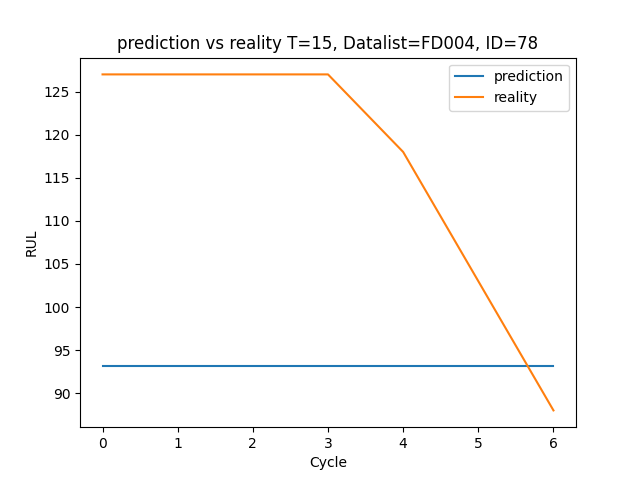 prediction vs reality T=15, Datalist=FD004, ID=78
prediction
reality
125
120
115
110
105
100
95
90
RUL
0 1 2 3 4 5 6
Cycle